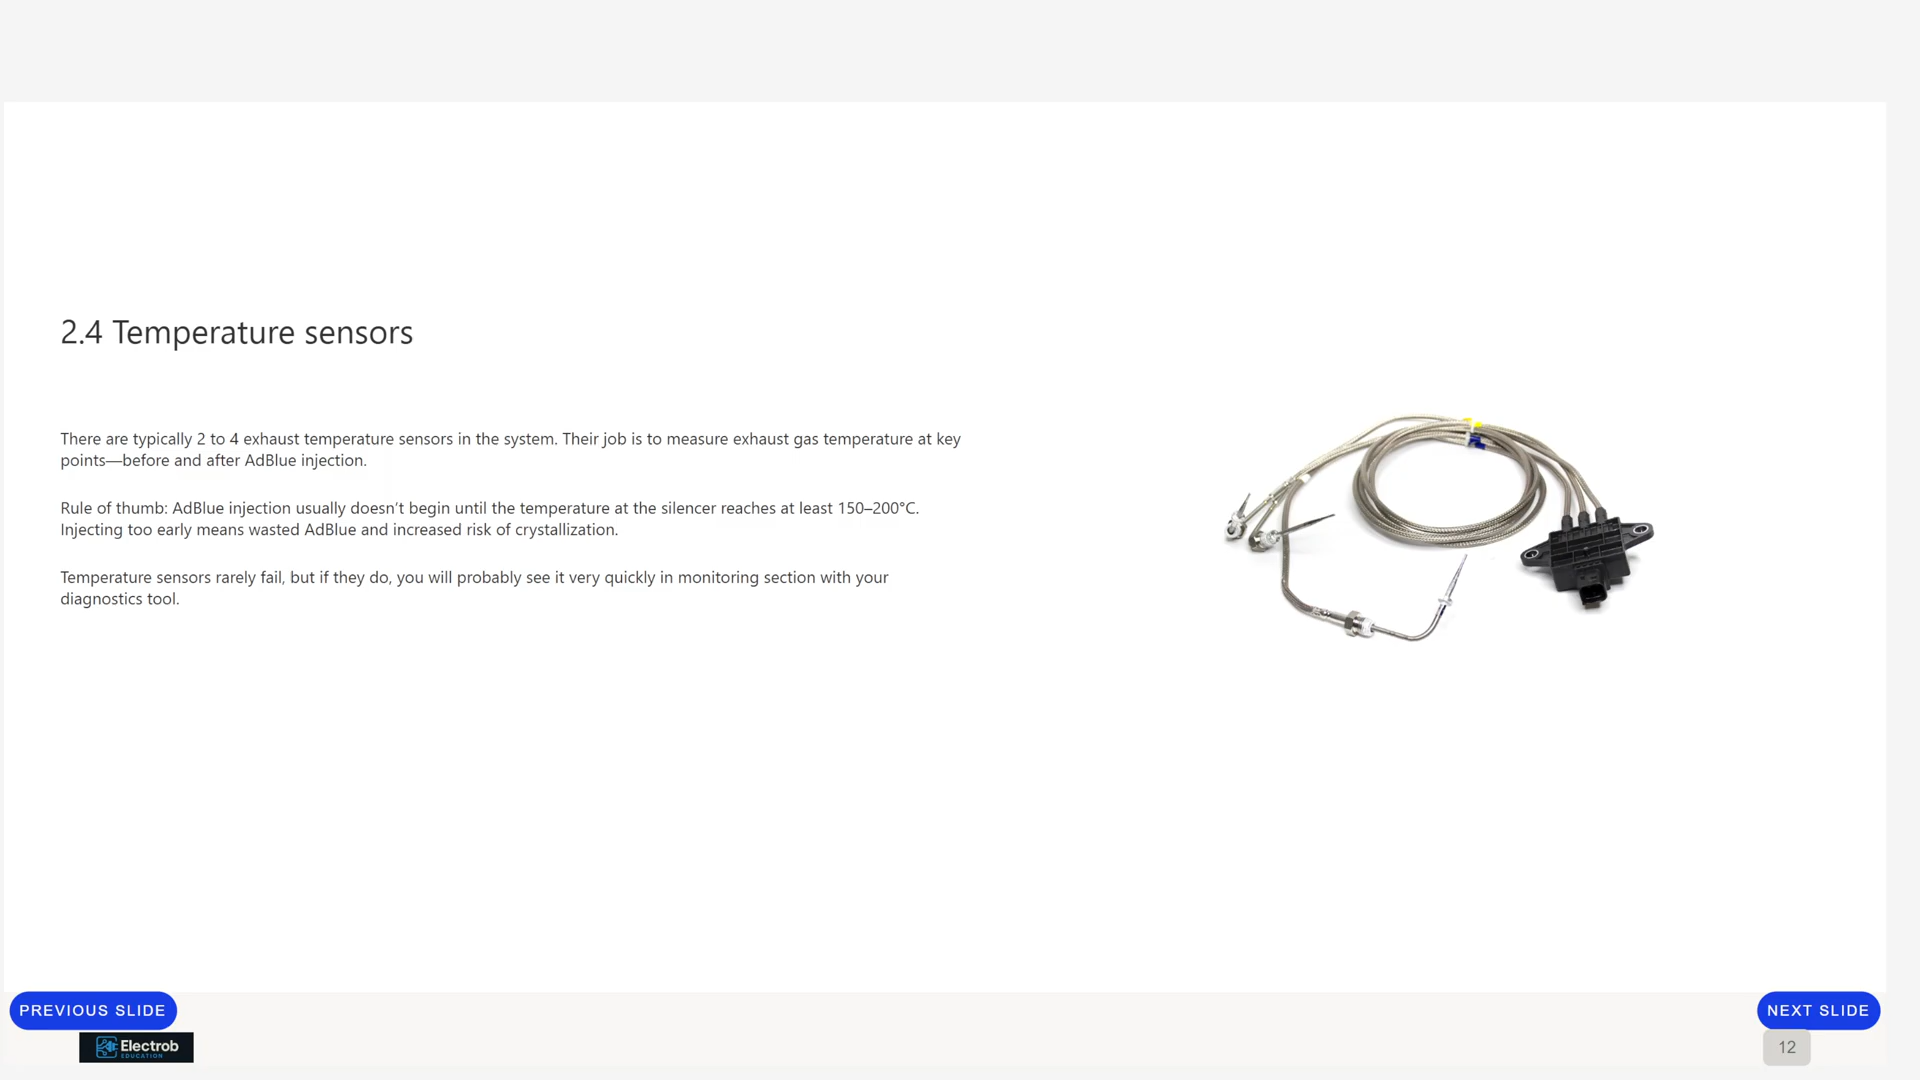 2.4 Temperature sensors
There are typically 2 to 4 exhaust temperature sensors in the system. Their job is to measure exhaust gas temperature at key
points—before and after AdBlue injection.
Rule of thumb: AdBlue injection usually doesn’t begin until the temperature at the silencer reaches at least 150–200°C.
Injecting too early means wasted AdBlue and increased risk of crystallization.
Temperature sensors rarely fail, but if they do, you will probably see it very quickly in monitoring section with your
diagnostics tool.
PREVIOUS SLIDE
NEXT SLIDE
Electrob
EDUCATION
12